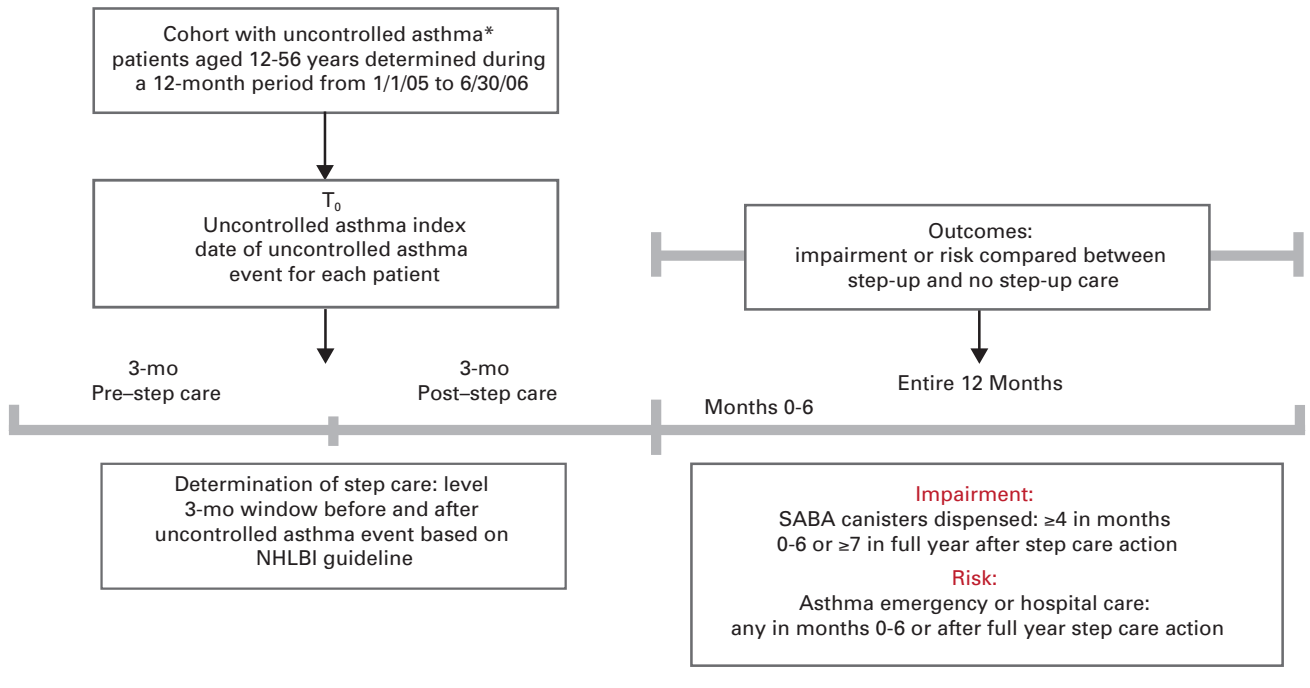 Cohort with uncontrolled asthma*
patients aged 12-56 years determined during
a 12-month period from 1/1/05 to 6/30/06
T₀
Uncontrolled asthma index
date of uncontrolled asthma
event for each patient
Outcomes:
impairment or risk compared between
step-up and no step-up care
3-mo
Pre–step care
3-mo
Post–step care
Entire 12 Months
Months 0-6
Determination of step care: level
3-mo window before and after
uncontrolled asthma event based on
NHLBI guideline
Impairment:
SABA canisters dispensed: ≥4 in months
0-6 or ≥7 in full year after step care action
Risk:
Asthma emergency or hospital care:
any in months 0-6 or after full year step care action